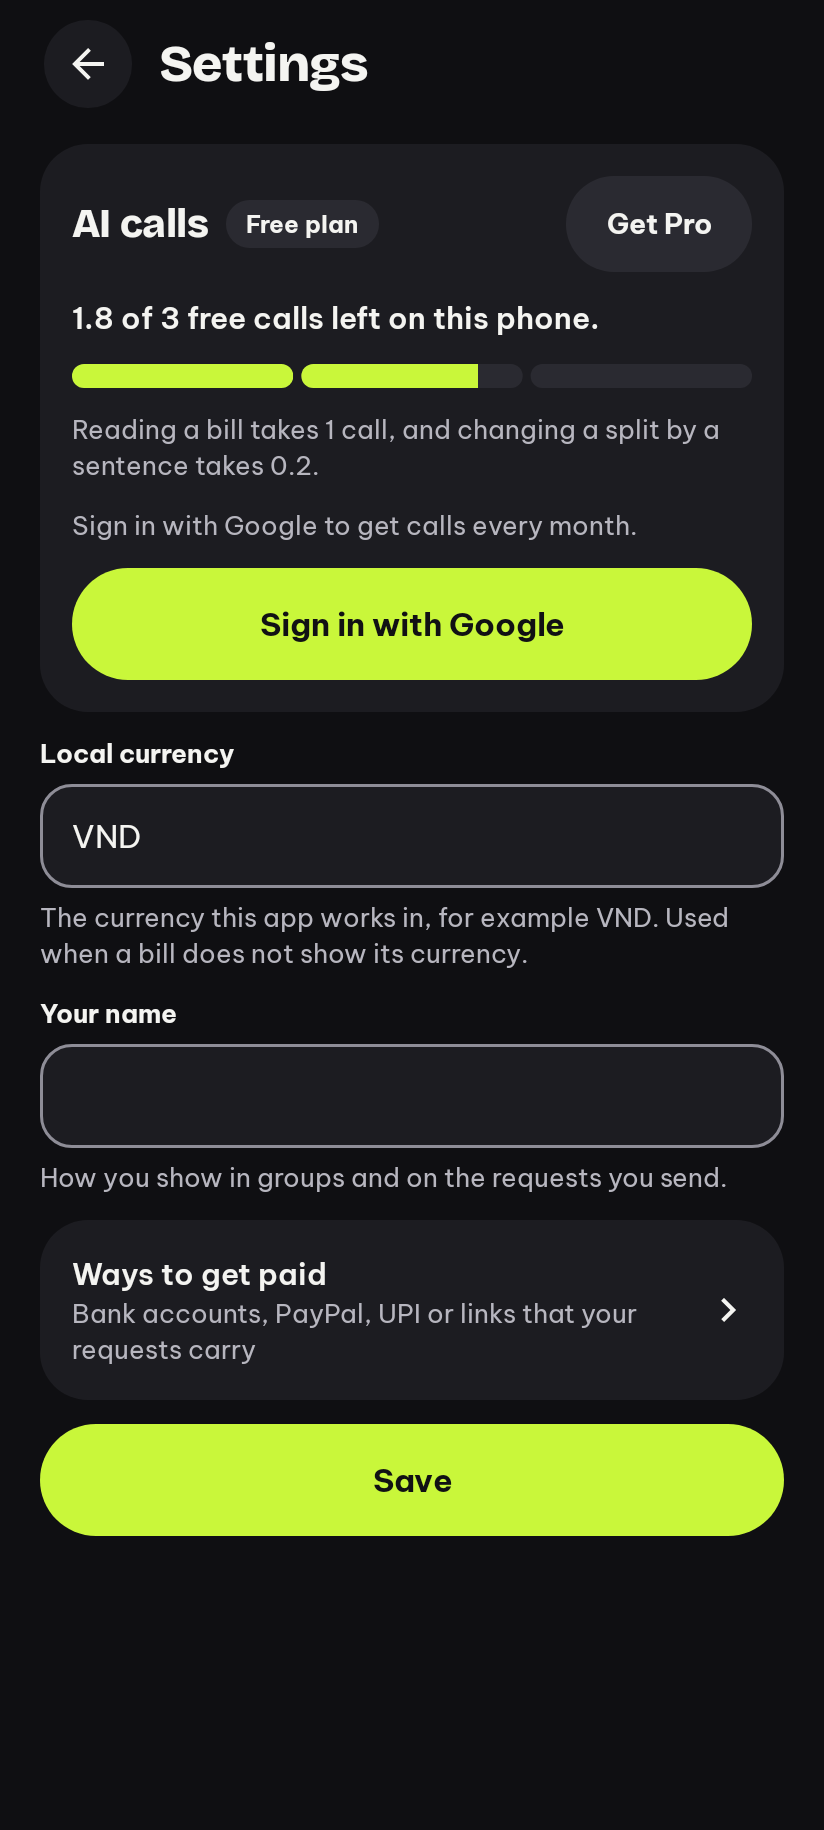 Settings
AI calls
Free plan
Get Pro
1.8 of 3 free calls left on this phone.
Reading a bill takes 1 call, and changing a split by a
sentence takes 0.2.
Sign in with Google to get calls every month.
Sign in with Google
Local currency
VND
The currency this app works in, for example VND. Used
when a bill does not show its currency.
Your name
How you show in groups and on the requests you send.
Ways to get paid
Bank accounts, PayPal, UPI or links that your
requests carry
Save